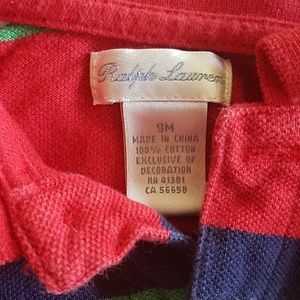 Ralph Lauren
9M
MADE IN CHINA
100% COTTON
EXCLUSIVE OF
DECORATION
RN 41381
CA 56658